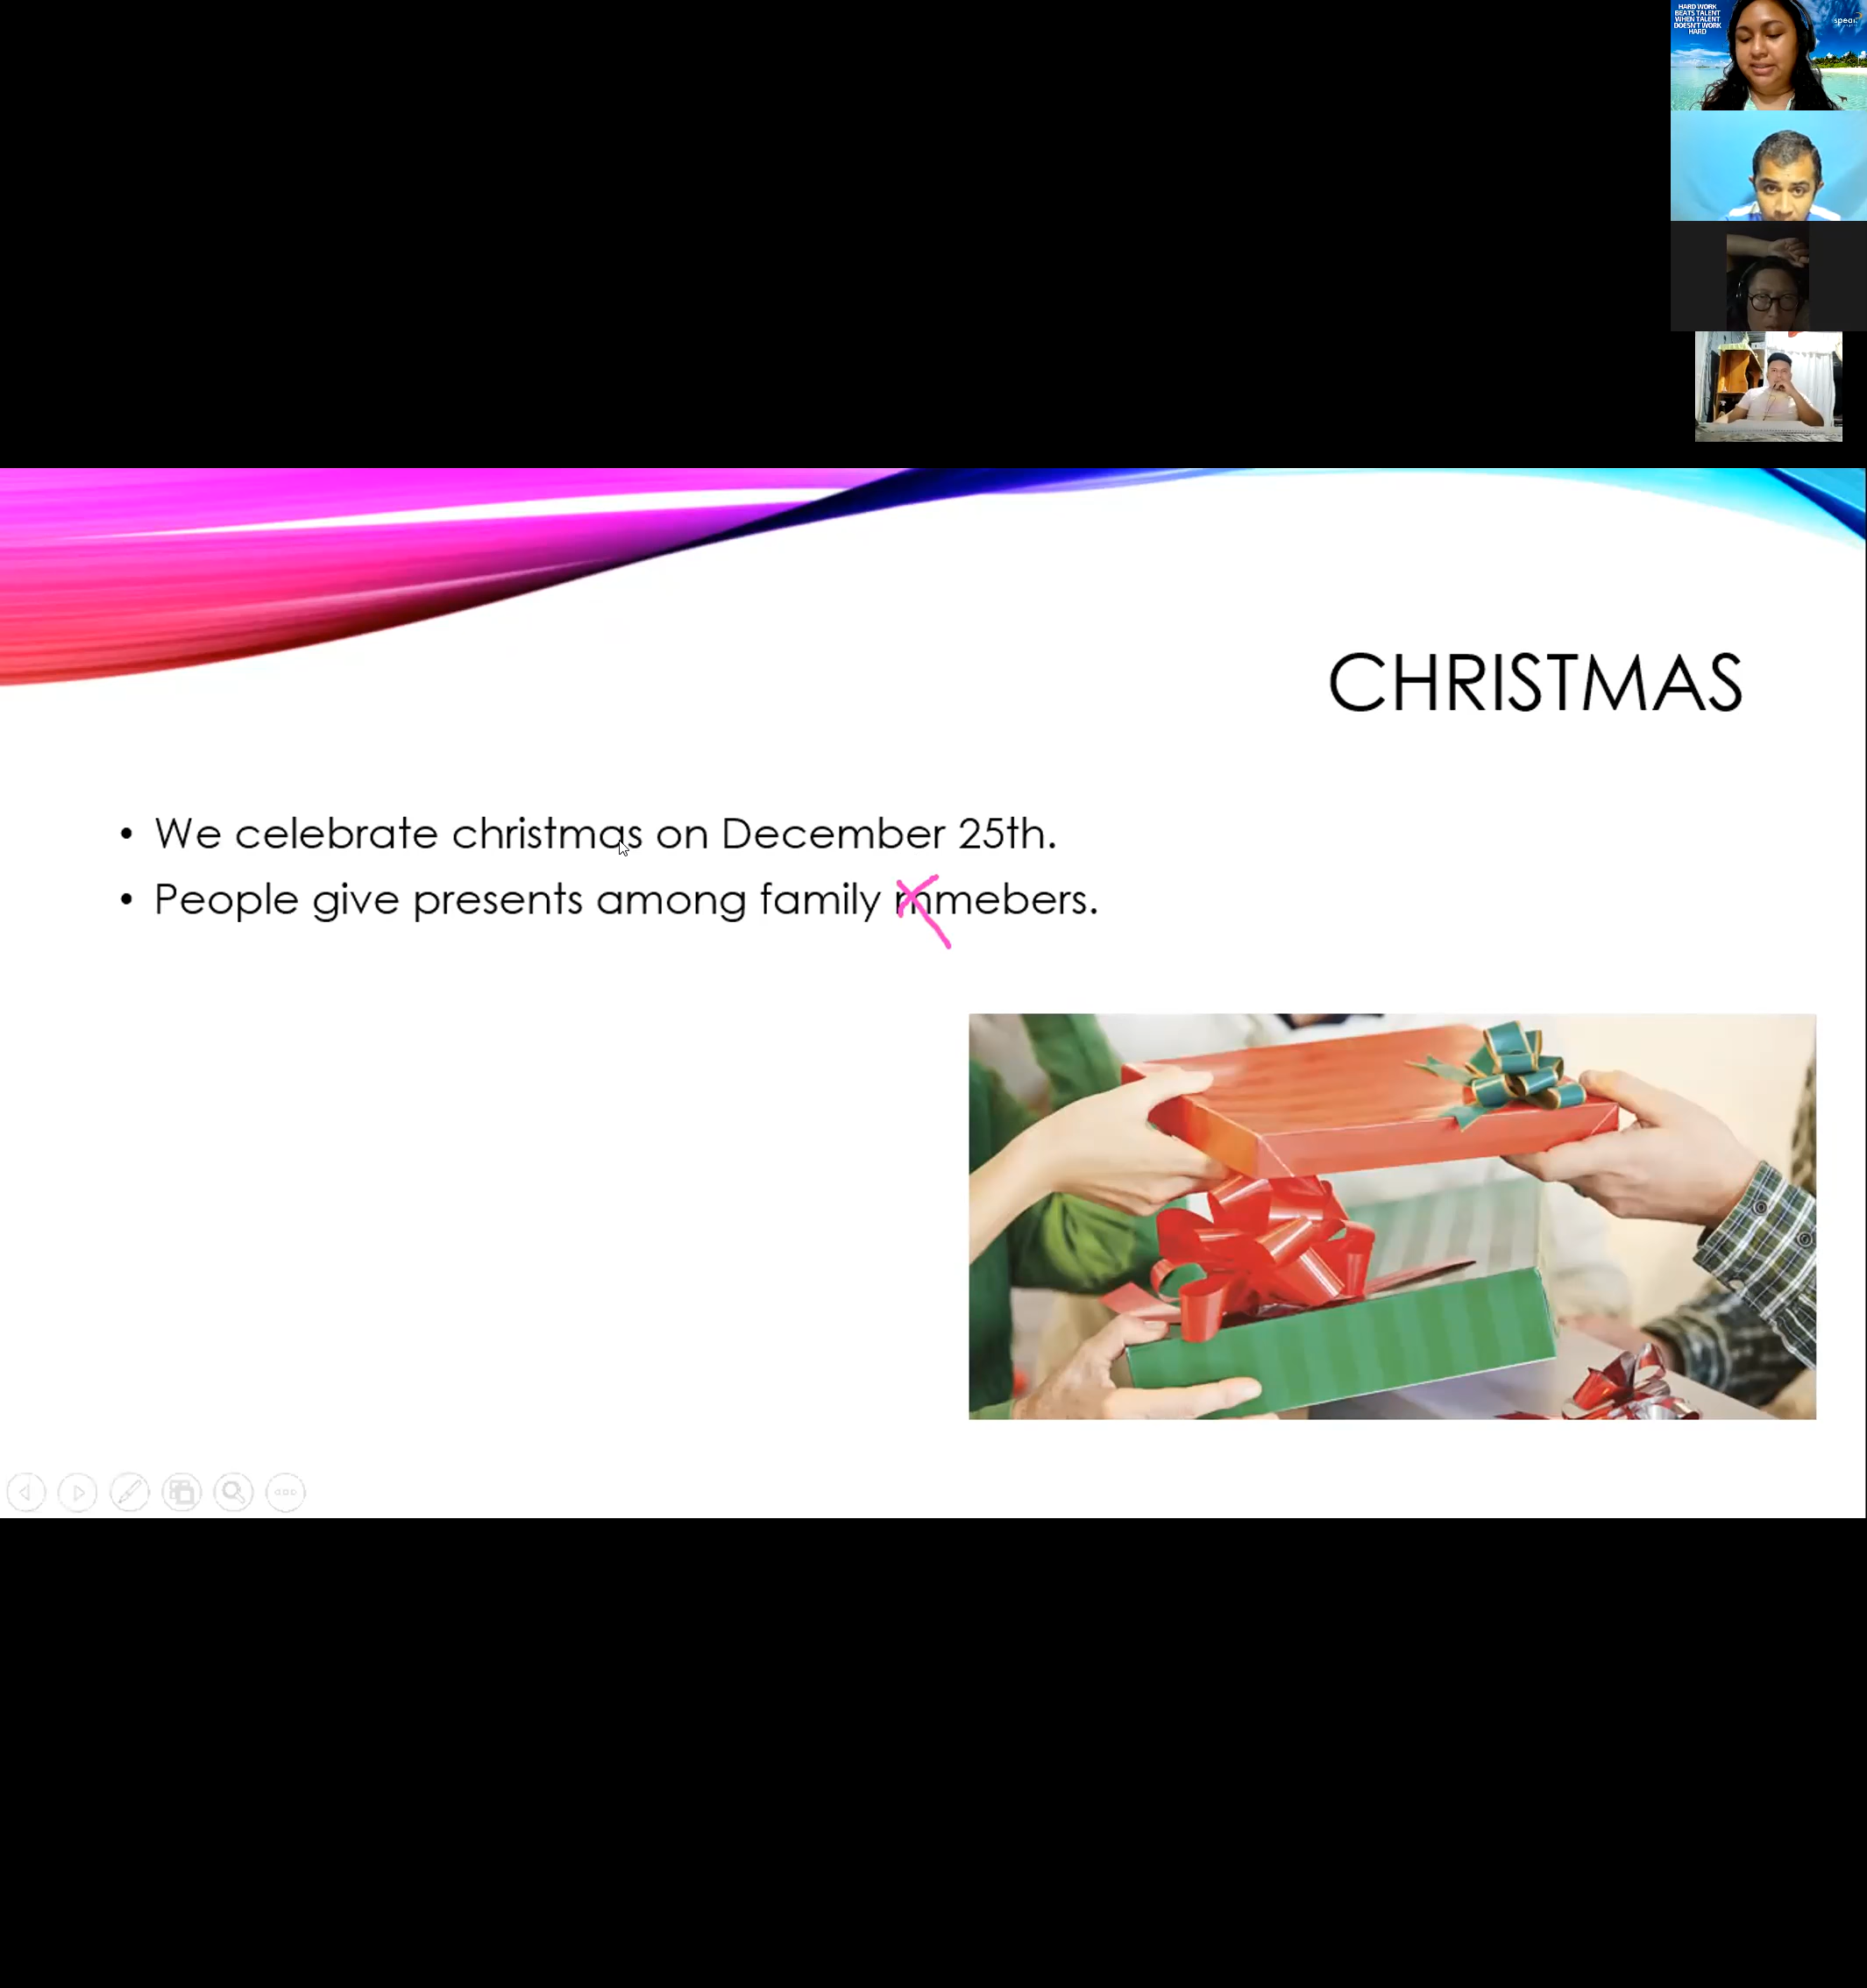 HARD WORK
BEATS TALENT
WHEN TALENT
DOESN'T WORK
HARD
CHRISTMAS
• We celebrate christmas on December 25th.
• People give presents among family mmebers.